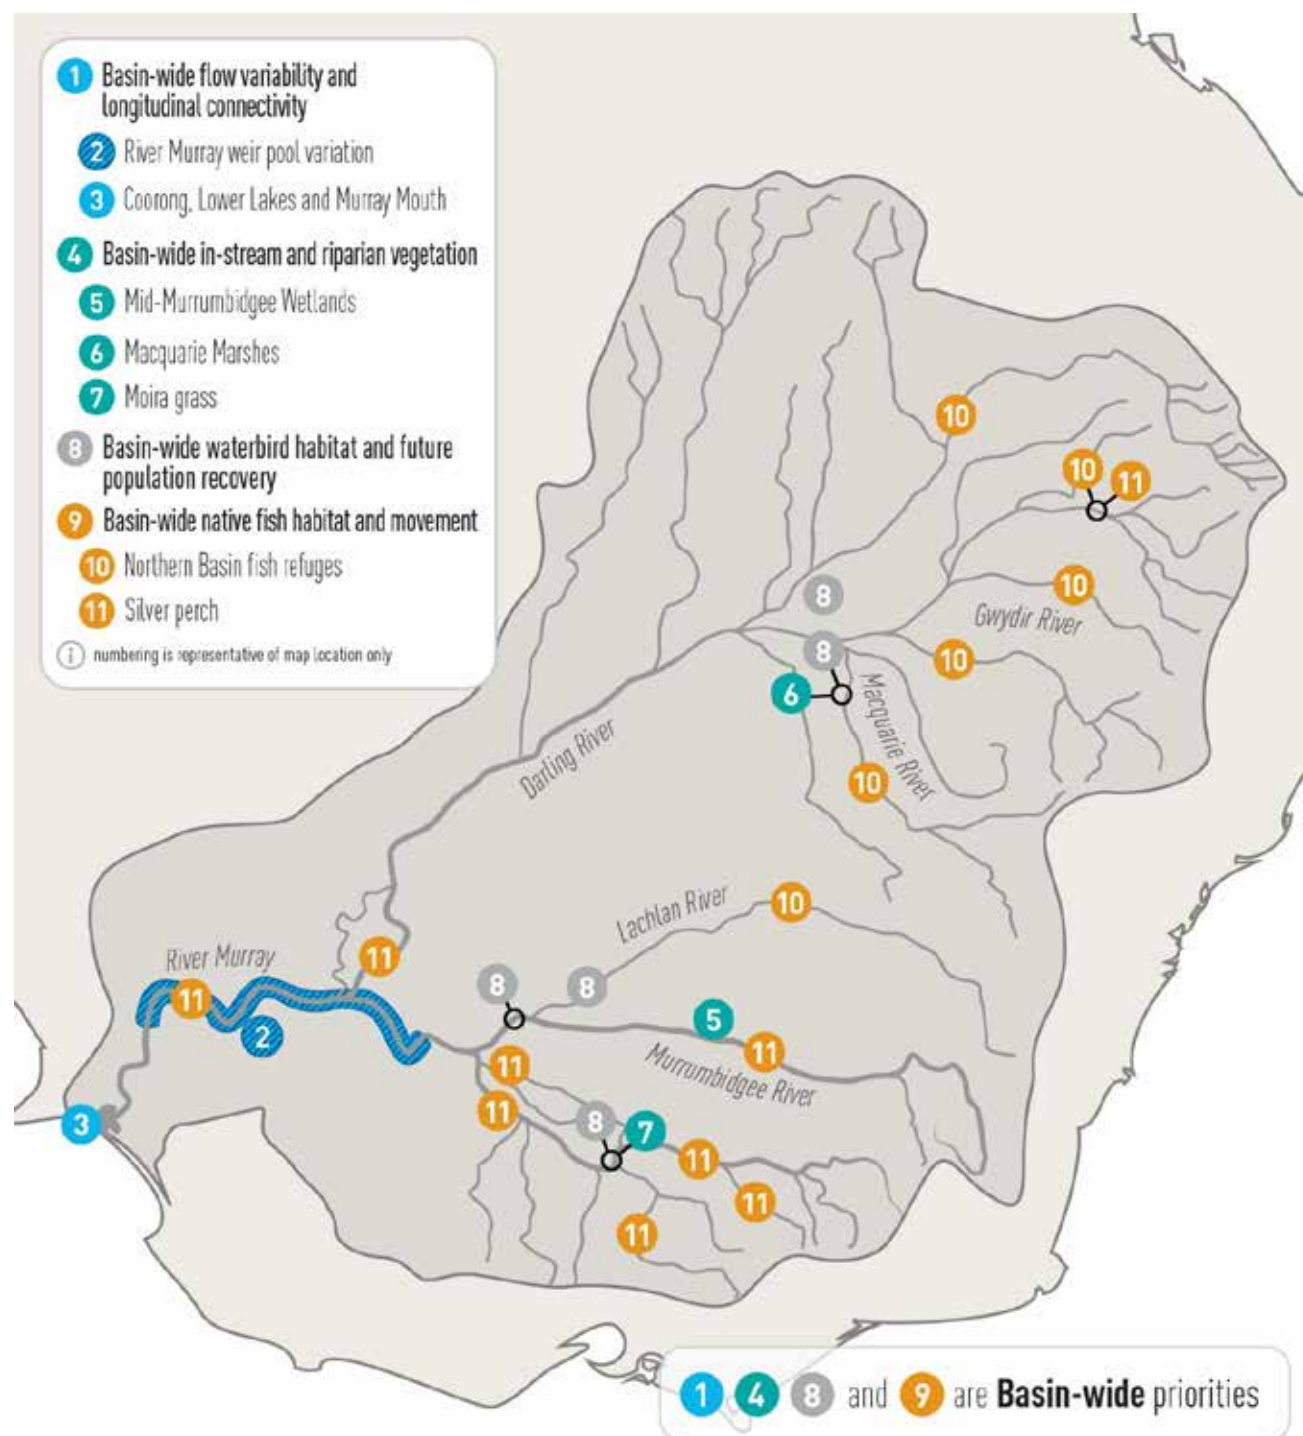 1 Basin-wide flow variability and
longitudinal connectivity
2 River Murray weir pool variation
3 Coorong, Lower Lakes and Murray Mouth
4 Basin-wide in-stream and riparian vegetation
5 Mid-Murrumbidgee Wetlands
6 Macquarie Marshes
7 Moira grass
8 Basin-wide waterbird habitat and future
population recovery
9 Basin-wide native fish habitat and movement
10 Northern Basin fish refuges
11 Silver perch
i numbering is representative of map location only
10
10 11
8
10
Gwydir River
8
10
6
Macquarie River
Darling River
10
Lachlan River
10
River Murray
11
8
8
11
2
5
11
Murrumbidgee River
11
11
3
8
7
11
11
11
1 4 8 and 9 are Basin-wide priorities